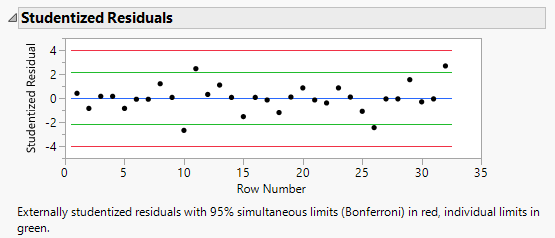 Studentized Residuals
Studentized Residual
4
2
0
-2
-4
0 5 10 15 20 25 30 35
Row Number
Externally studentized residuals with 95% simultaneous limits (Bonferroni) in red, individual limits in
green.